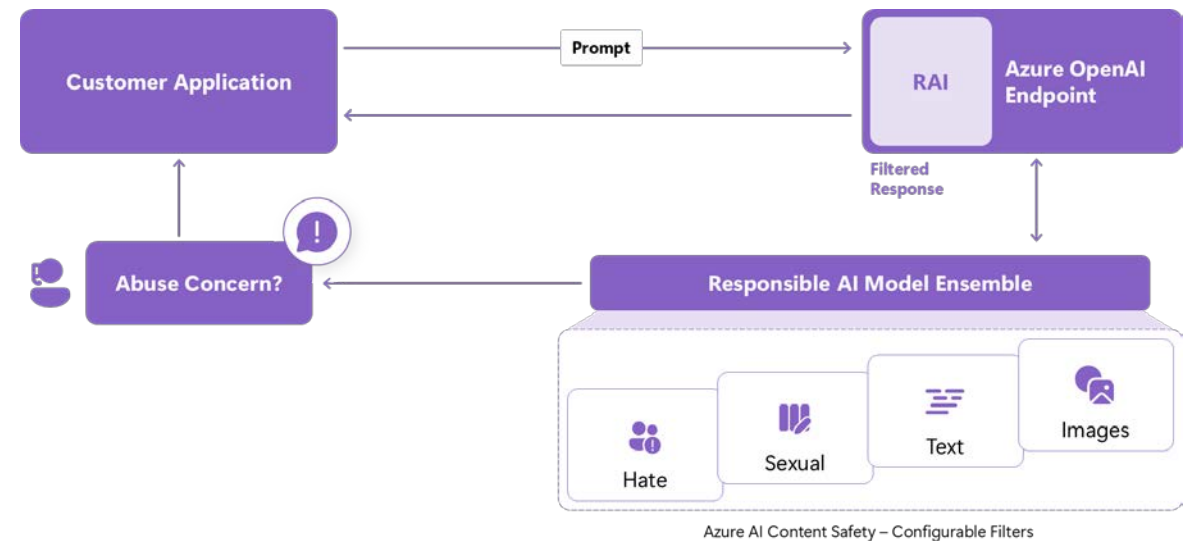 Customer Application
Prompt
RAI
Azure OpenAI
Endpoint
Filtered
Response
Abuse Concern?
Responsible AI Model Ensemble
Hate
Sexual
Text
Images
Azure AI Content Safety – Configurable Filters